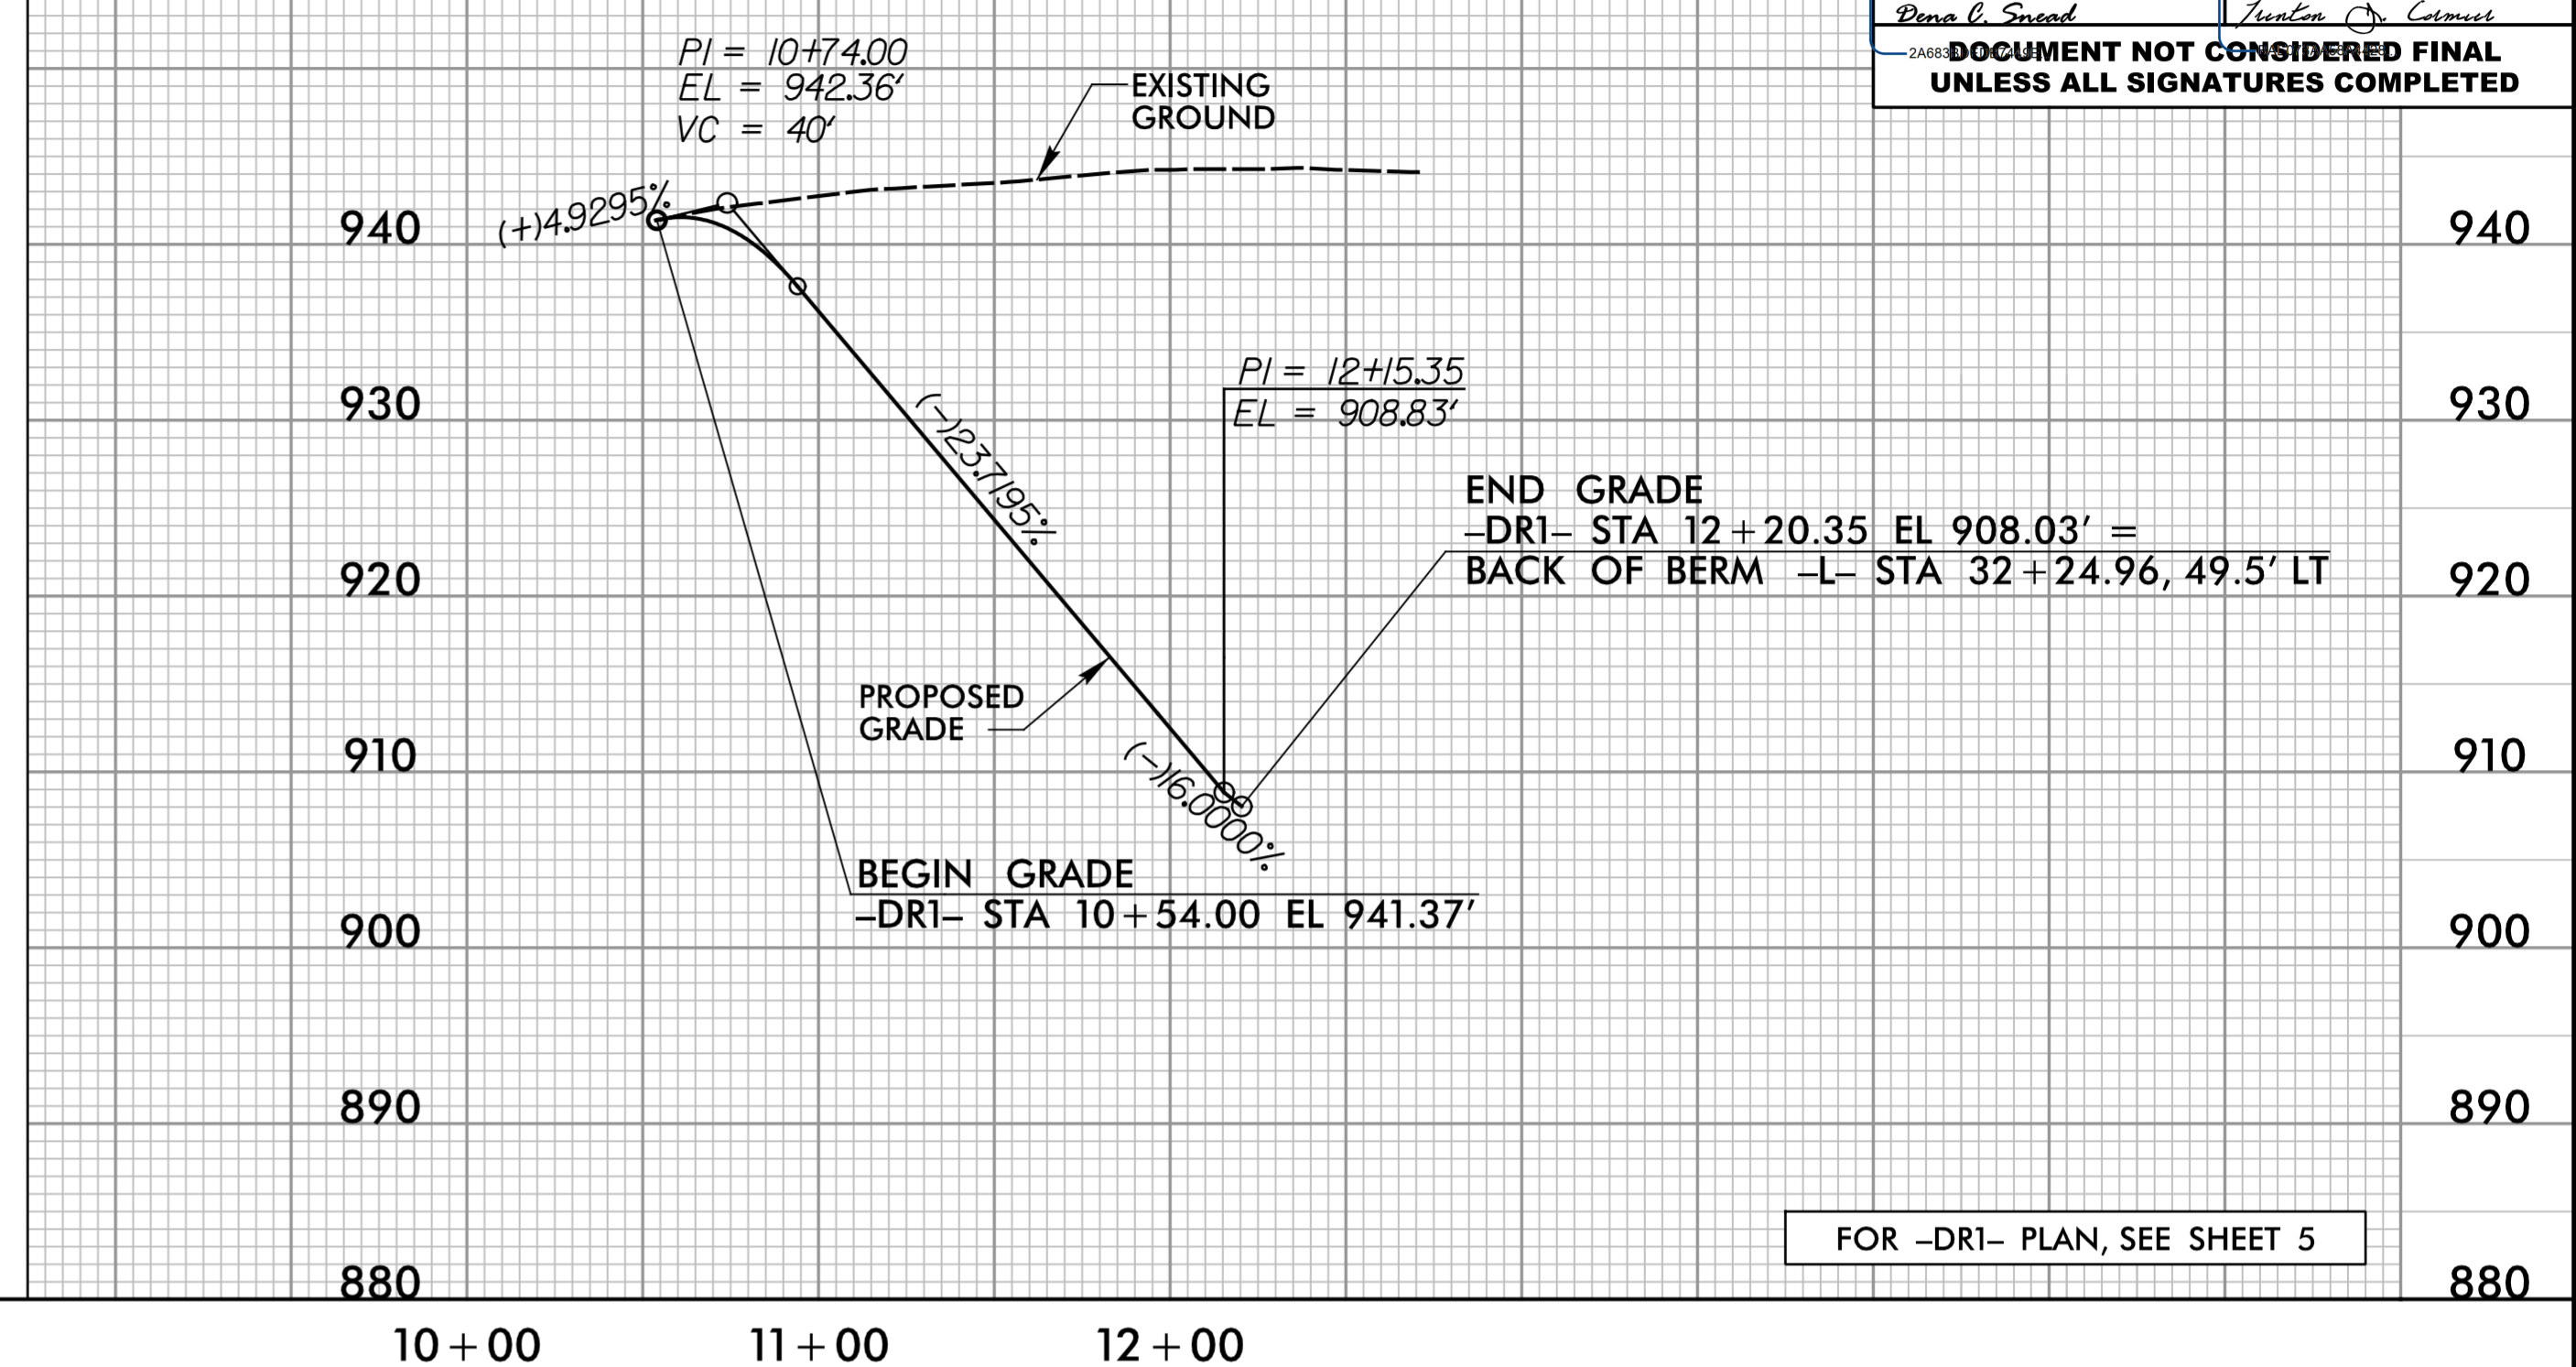 Dena C. Snead
DOCUMENT NOT CONSIDERED FINAL
UNLESS ALL SIGNATURES COMPLETED
PI = 10+74.00
EL = 942.36'
VC = 40'
EXISTING
GROUND
(+)4.9295%
940
940
PI = 12+15.35
EL = 908.83'
930
930
(-)23.7195%
END GRADE
-DR1- STA 12+20.35 EL 908.03' =
BACK OF BERM -L- STA 32+24.96, 49.5' LT
920
920
PROPOSED
GRADE
910
910
(-)16.0000%
BEGIN GRADE
-DR1- STA 10+54.00 EL 941.37'
900
900
890
890
FOR -DR1- PLAN, SEE SHEET 5
880
880
10+00
11+00
12+00